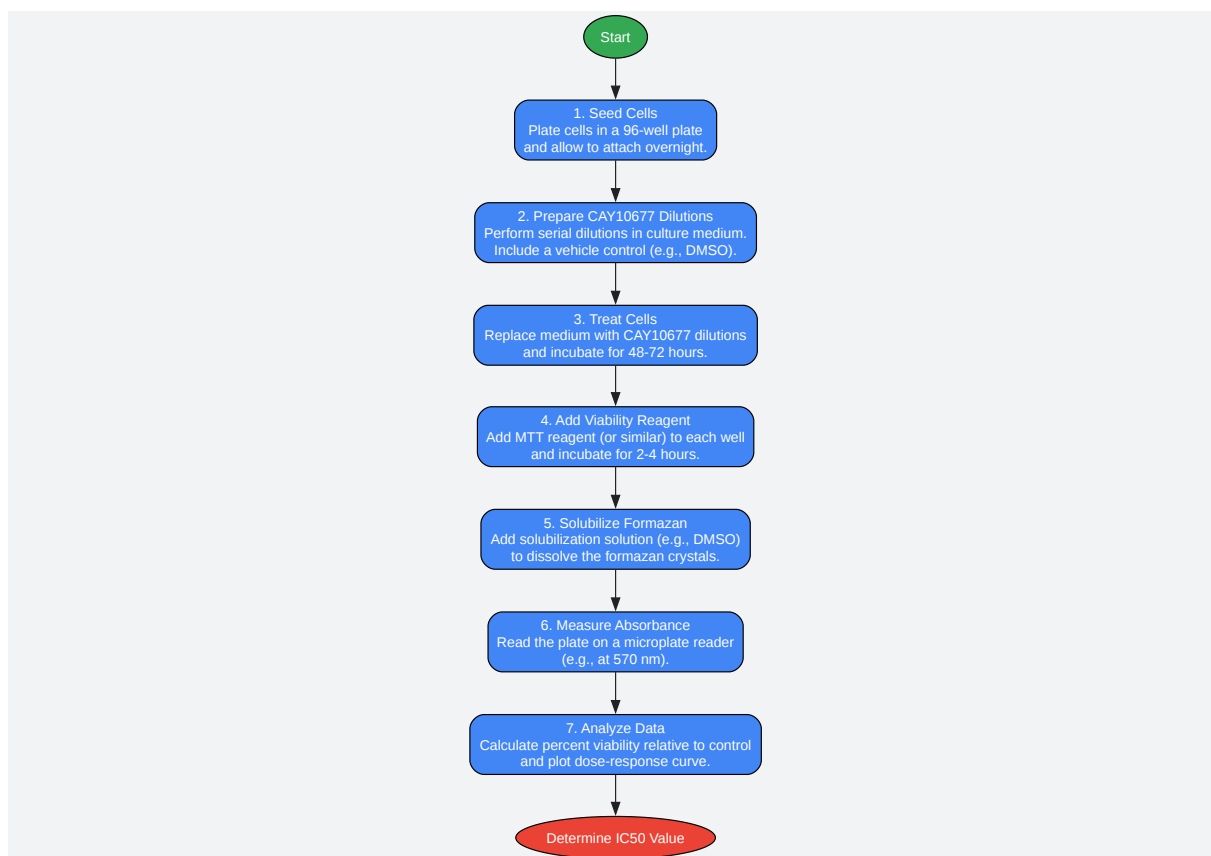 Start
1. Seed Cells
Plate cells in a 96-well plate
and allow to attach overnight.
2. Prepare CAY10677 Dilutions
Perform serial dilutions in culture medium.
Include a vehicle control (e.g., DMSO).
3. Treat Cells
Replace medium with CAY10677 dilutions
and incubate for 48-72 hours.
4. Add Viability Reagent
Add MTT reagent (or similar) to each well
and incubate for 2-4 hours.
5. Solubilize Formazan
Add solubilization solution (e.g., DMSO)
to dissolve the formazan crystals.
6. Measure Absorbance
Read the plate on a microplate reader
(e.g., at 570 nm).
7. Analyze Data
Calculate percent viability relative to control
and plot dose-response curve.
Determine IC50 Value